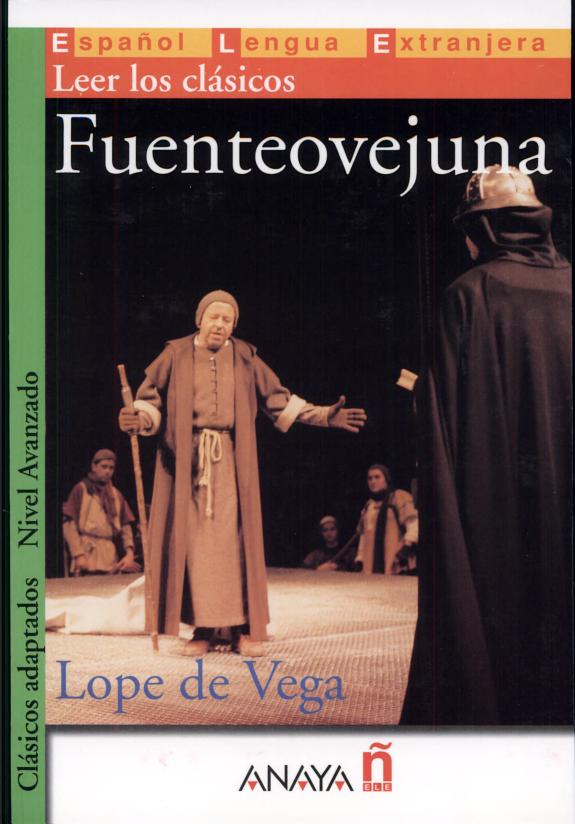 Español Lengua Extranjera
Leer los clásicos
Fuenteovejuna
Clásicos adaptados Nivel Avanzado
Lope de Vega
ANAYA ñ
ELE